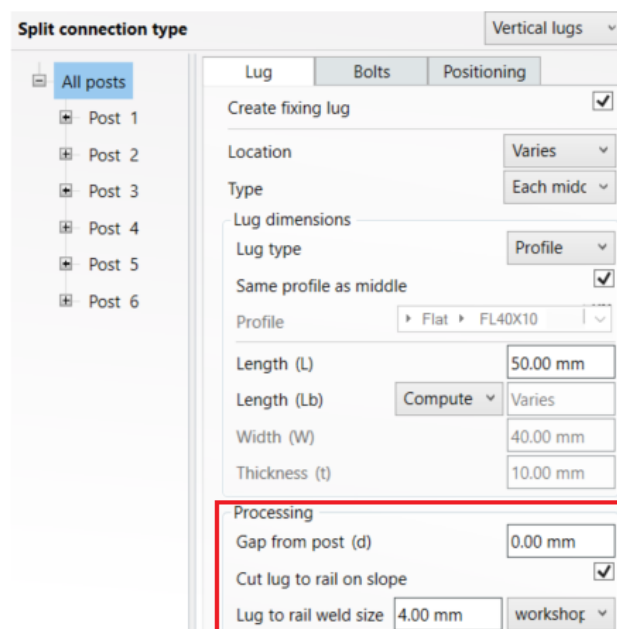 Split connection type Vertical lugs
All posts
Post 1
Post 2
Post 3
Post 4
Post 5
Post 6
Lug Bolts Positioning
Create fixing lug
Location Varies
Type Each midc
Lug dimensions
Lug type Profile
Same profile as middle
Profile Flat FL40X10
Length (L) 50.00 mm
Length (Lb) Compute Varies
Width (W) 40.00 mm
Thickness (t) 10.00 mm
Processing
Gap from post (d) 0.00 mm
Cut lug to rail on slope
Lug to rail weld size 4.00 mm workshop